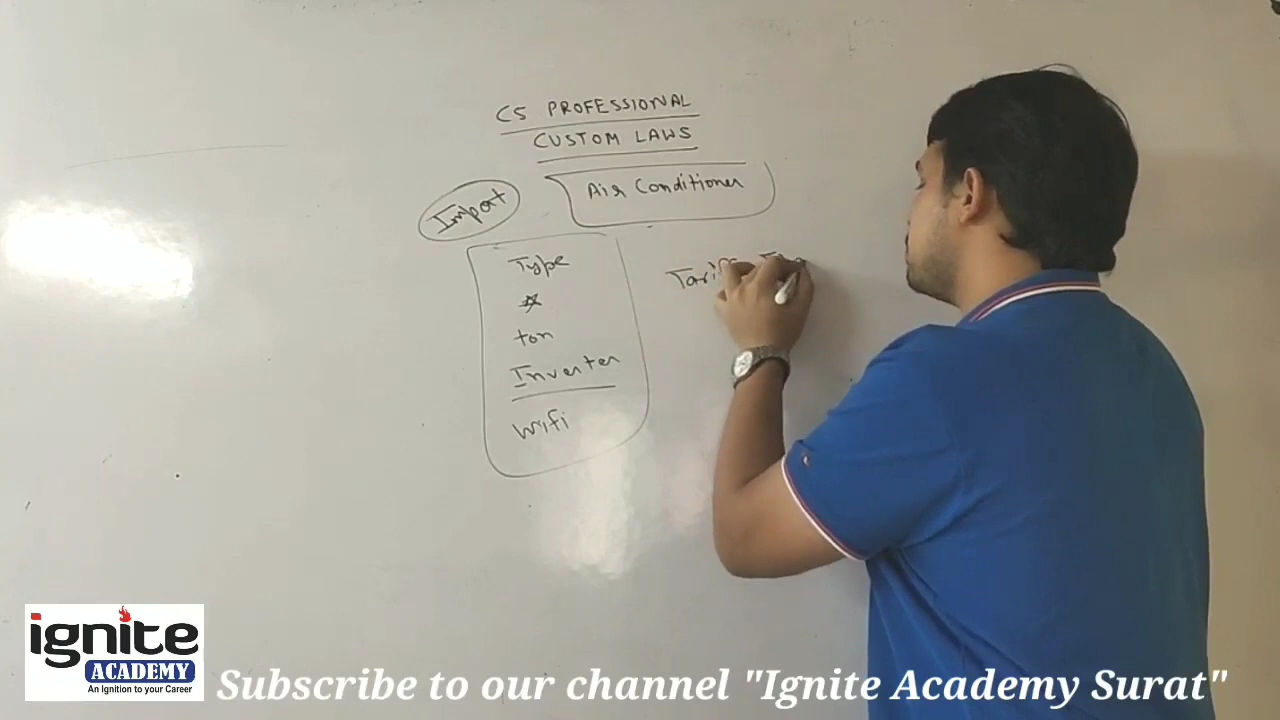 CS PROFESSIONAL
CUSTOM LAWS
Import
Air Conditioner
Type
ton
Inverter
Wifi
ignite
ACADEMY
An Ignition to your Career
Subscribe to our channel "Ignite Academy Surat"